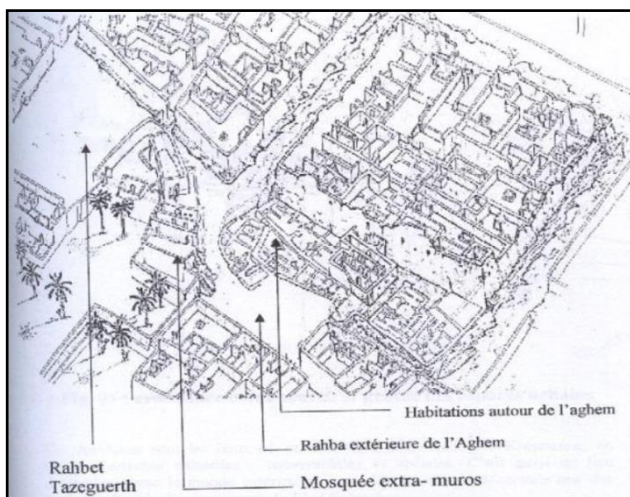 Habitations autour de l'aghem
Rahba extérieure de l'Aghem
Rahbet
Tazeguerth
Mosquée extra- muros